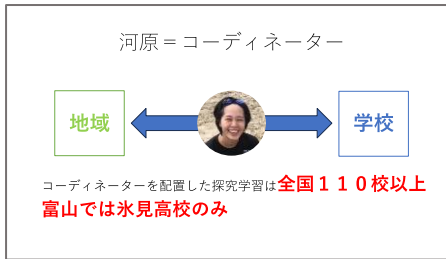 河原＝コーディネーター
地域
学校
コーディネーターを配置した探究学習は全国１１０校以上
富山では氷見高校のみ